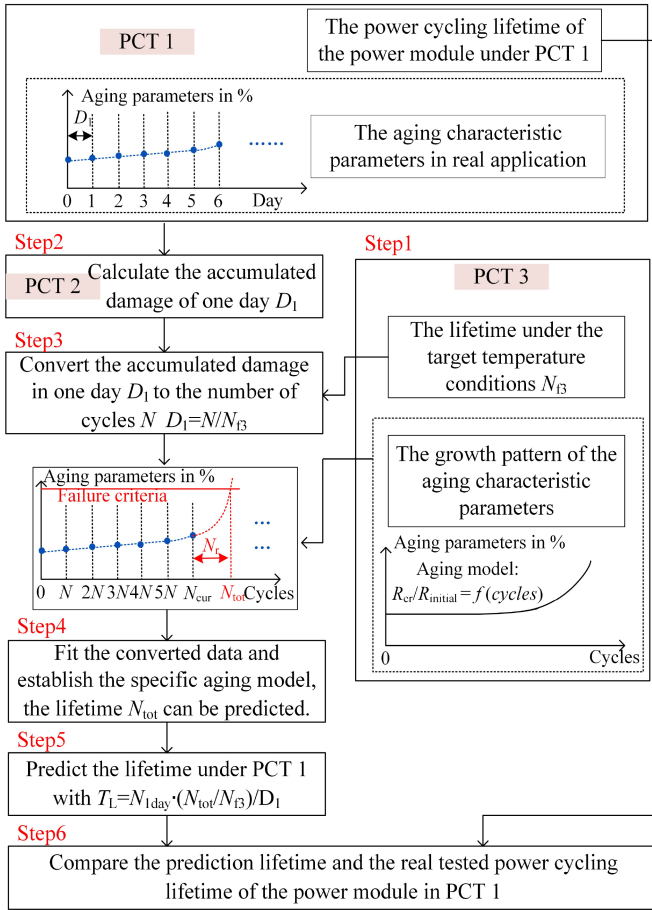 PCT 1
The power cycling lifetime of
the power module under PCT 1
Aging parameters in %
D₁
......
The aging characteristic
parameters in real application
0 1 2 3 4 5 6 Day
Step2
PCT 2
Calculate the accumulated
damage of one day D₁
Step3
Convert the accumulated damage
in one day D₁ to the number of
cycles N D₁=N/Nf3
Aging parameters in %
Failure criteria
...
...
Nr
0 N 2N 3N 4N 5N Ncur Ntot Cycles
Step1
PCT 3
The lifetime under the
target temperature
conditions Nf3
The growth pattern of the
aging characteristic
parameters
Aging parameters in %
Aging model:
Rcr/Rinitial = f (cycles)
0
Cycles
Step4
Fit the converted data and
establish the specific aging model,
the lifetime Ntot can be predicted.
Step5
Predict the lifetime under PCT 1
with TL=N1day·(Ntot/Nf3)/D₁
Step6
Compare the prediction lifetime and the real tested power cycling
lifetime of the power module in PCT 1